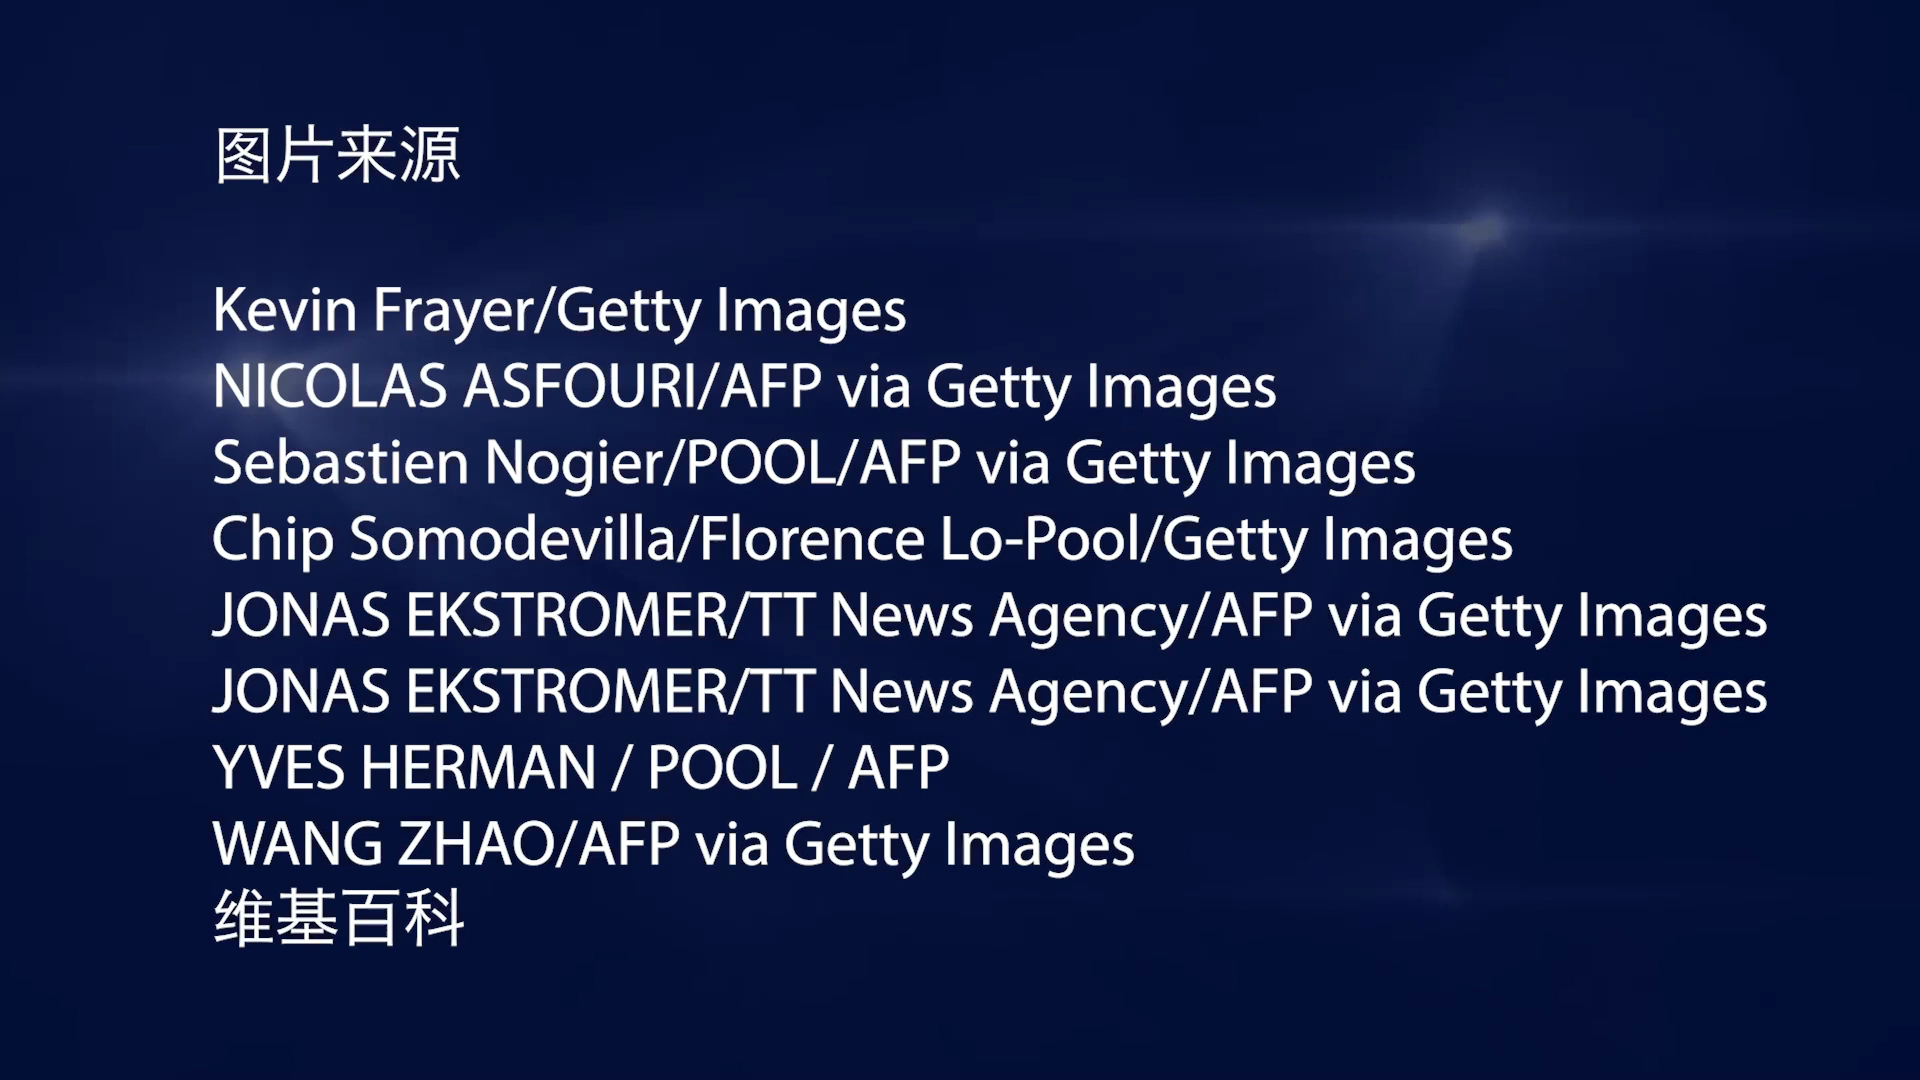 图片来源
Kevin Frayer/Getty Images
NICOLAS ASFOURI/AFP via Getty Images
Sebastien Nogier/POOL/AFP via Getty Images
Chip Somodevilla/Florence Lo-Pool/Getty Images
JONAS EKSTROMER/TT News Agency/AFP via Getty Images
JONAS EKSTROMER/TT News Agency/AFP via Getty Images
YVES HERMAN / POOL / AFP
WANG ZHAO/AFP via Getty Images
维基百科